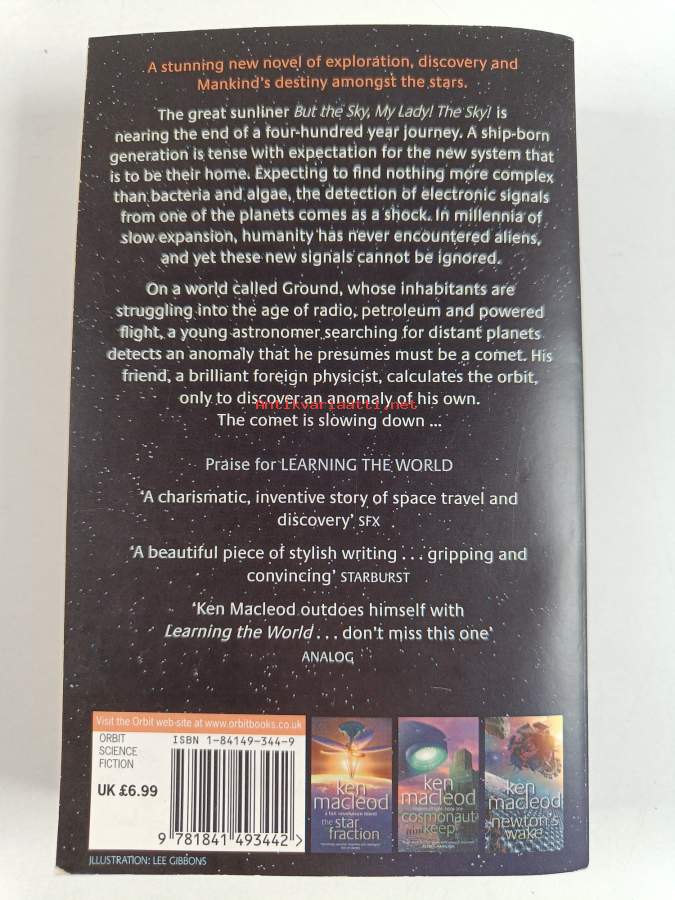 A stunning new novel of exploration, discovery and
Mankind's destiny amongst the stars.
The great sunliner But the Sky, My Lady! The Sky! is
nearing the end of a four-hundred year journey. A ship-born
generation is tense with expectation for the new system that
is to be their home. Expecting to find nothing more complex
than bacteria and algae, the detection of electronic signals
from one of the planets comes as a shock. In millennia of
slow expansion, humanity has never encountered aliens,
and yet these new signals cannot be ignored.
On a world called Ground, whose inhabitants are
struggling into the age of radio, petroleum and powered
flight, a young astronomer searching for distant planets
detects an anomaly that he presumes must be a comet. His
friend, a brilliant foreign physicist, calculates the orbit,
only to discover an anomaly of his own.
Antikvariaatti.net
The comet is slowing down ...
Praise for LEARNING THE WORLD
'A charismatic, inventive story of space travel and
discovery' SFX
'A beautiful piece of stylish writing . . . gripping and
convincing' STARBURST
'Ken Macleod outdoes himself with
Learning the World . . . don't miss this one'
ANALOG
Visit the Orbit web-site at www.orbitbooks.co.uk
ORBIT
SCIENCE
FICTION
UK £6.99
ISBN 1-84149-344-9
9 781841 493442 >
ILLUSTRATION: LEE GIBBONS
ken
macleod
the star
fraction
ken
macleod
cosmonaut
keep
ken
macleod
newton's
wake